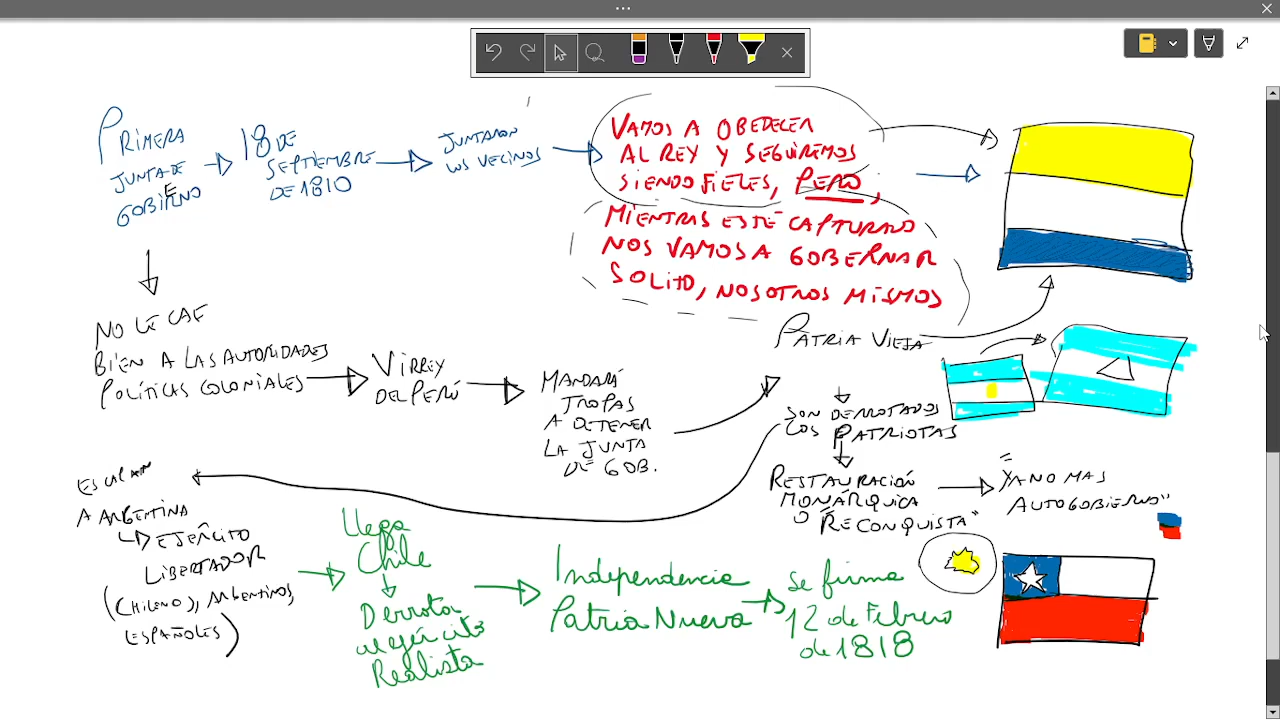 PRIMERA
JUNTA DE
GOBIENO
E
18 DE
SEPTIEMBRE
DE 1810
JUNTARON
LOS VECINOS
VAMOS A OBEDECER
AL REY Y SEGUIREMOS
SIENDO FIELES, PERO,
MIENTRAS ESTÉ CAPTURADO
NOS VAMOS A GOBERNAR
SOLITO, NOSOTROS MISMOS
NO LE CAE
BIEN A LAS AUTORIDADES
POLÍTICAS COLONIALES
VIRREY
DEL PERÚ
MANDARÁ
TROPAS
A DETENER
LA JUNTA
DE GOB.
PATRIA VIEJA
SON DERROTADOS
LOS PATRIOTAS
RESTAURACIÓN
MONÁRQUICA
O "RECONQUISTA"
"YA NO MAS
AUTOGOBIERNO"
ESCAPAN
A ARGENTINA
EJÉRCITO
LIBERTADOR
(CHILENO), ARGENTINOS
ESPAÑOLES)
Llega
Chile
Derrota
al ejército
Realista
Independencia
Patria Nueva
se firma
12 de Febrero
de 1818